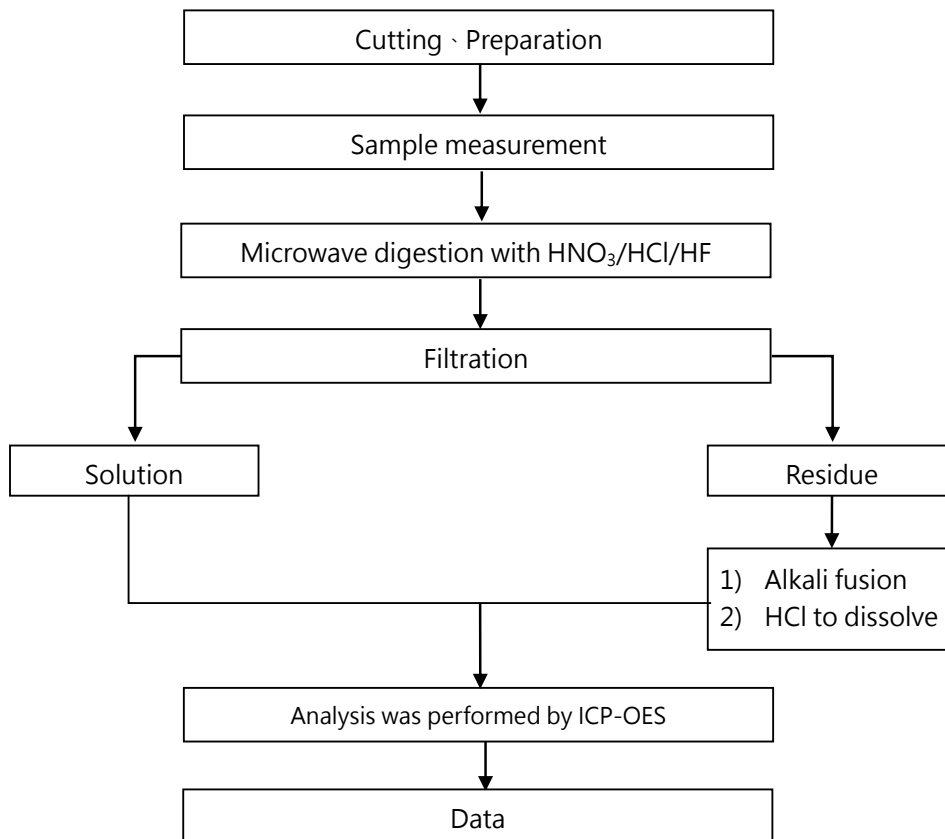 Cutting、Preparation
Sample measurement
Microwave digestion with HNO₃/HCl/HF
Filtration
Solution
Residue
1) Alkali fusion
2) HCl to dissolve
Analysis was performed by ICP-OES
Data